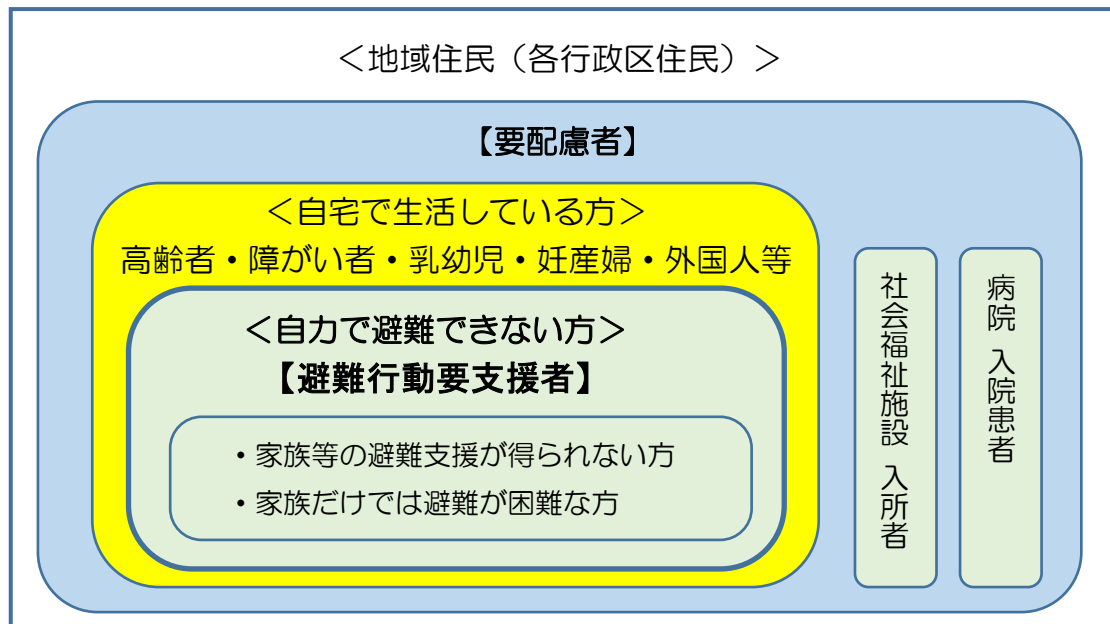 ＜地域住民（各行政区住民）＞
【要配慮者】
＜自宅で生活している方＞
高齢者・障がい者・乳幼児・妊産婦・外国人等
＜自力で避難できない方＞
【避難行動要支援者】
・家族等の避難支援が得られない方
・家族だけでは避難が困難な方
社会福祉施設 入所者
病院 入院患者